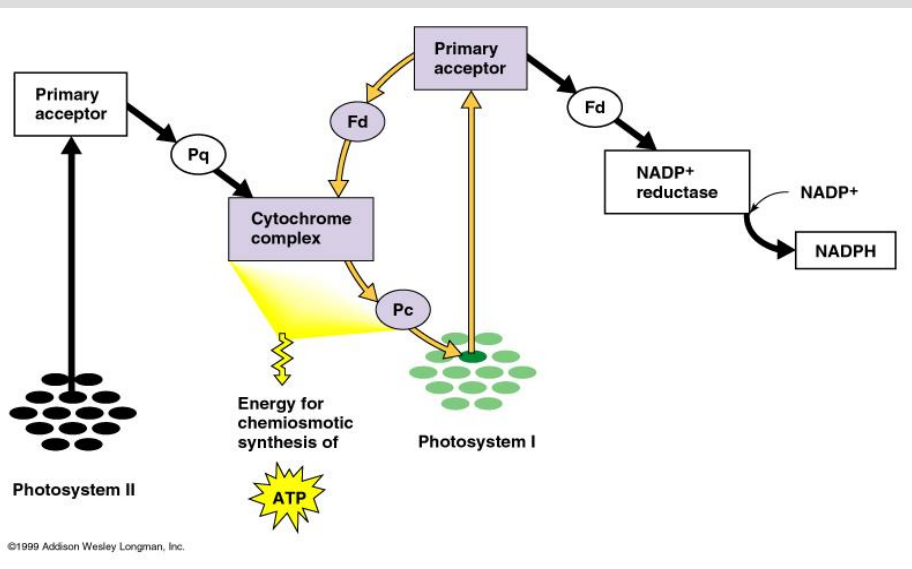 Primary
acceptor
Pq
Cytochrome
complex
Fd
Primary
acceptor
Fd
NADP+
reductase
NADP+
NADPH
Pc
Energy for
chemiosmotic
synthesis of
ATP
Photosystem I
Photosystem II
©1999 Addison Wesley Longman, Inc.